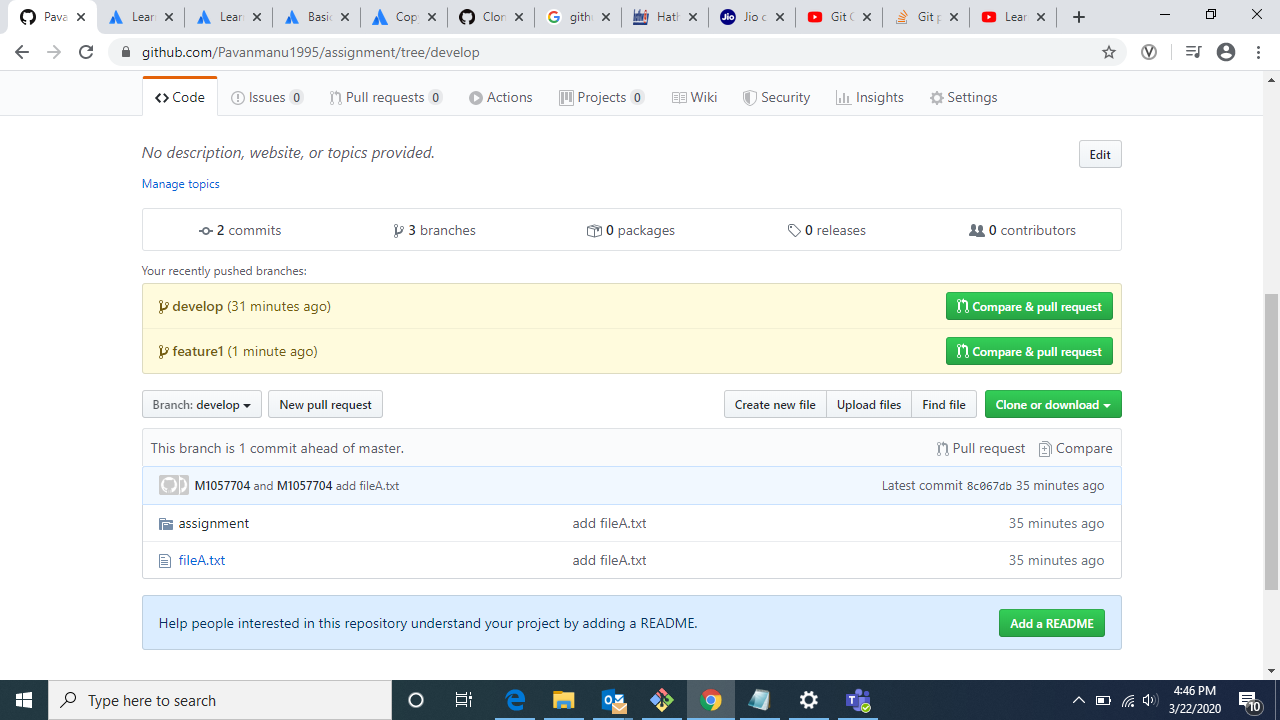 Pava
Lear
Lear
Basic
Cop
Clon
gith
Hath
Jio c
Git C
Git p
Lear
github.com/Pavanmanu1995/assignment/tree/develop
Code Issues 0 Pull requests 0 Actions Projects 0 Wiki Security Insights Settings
No description, website, or topics provided. Edit
Manage topics
2 commits 3 branches 0 packages 0 releases 0 contributors
Your recently pushed branches:
develop (31 minutes ago) Compare & pull request
feature1 (1 minute ago) Compare & pull request
Branch: develop New pull request Create new file Upload files Find file Clone or download
This branch is 1 commit ahead of master. Pull request Compare
M1057704 and M1057704 add fileA.txt Latest commit 8c067db 35 minutes ago
assignment add fileA.txt 35 minutes ago
fileA.txt add fileA.txt 35 minutes ago
Help people interested in this repository understand your project by adding a README. Add a README
Type here to search
4:46 PM
3/22/2020
10